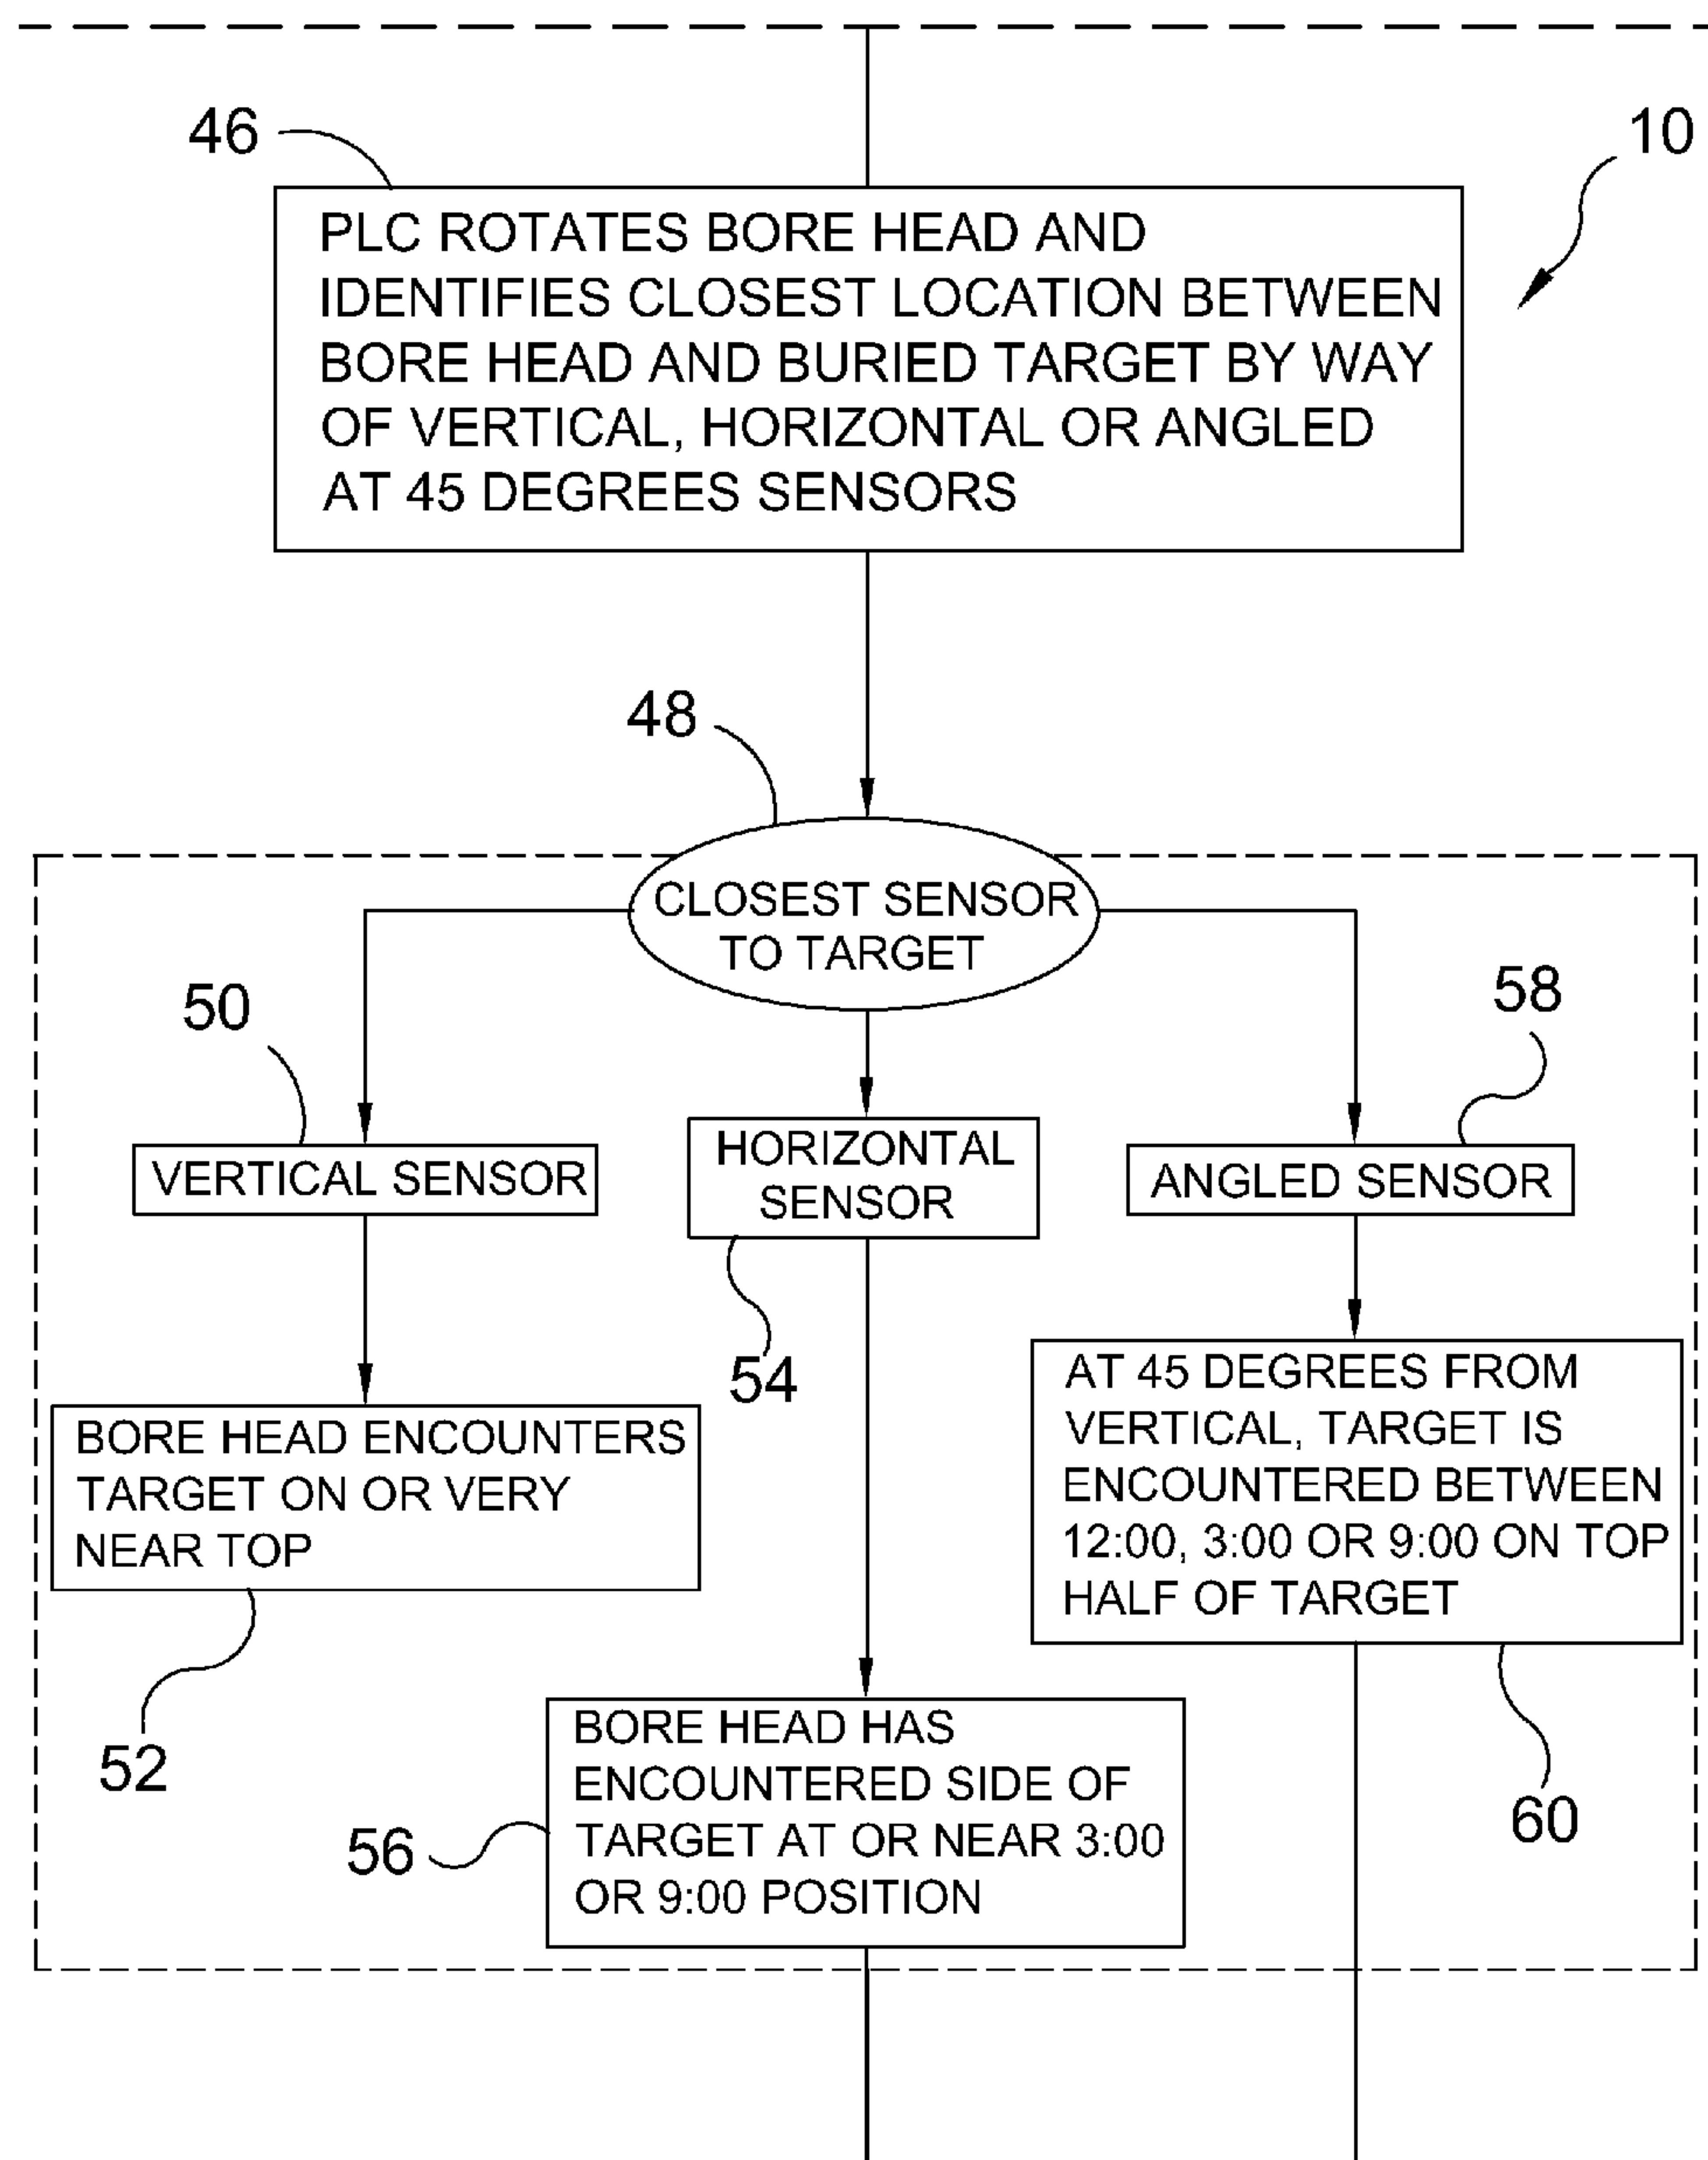 46
10
PLC ROTATES BORE HEAD AND
IDENTIFIES CLOSEST LOCATION BETWEEN
BORE HEAD AND BURIED TARGET BY WAY
OF VERTICAL, HORIZONTAL OR ANGLED
AT 45 DEGREES SENSORS
48
CLOSEST SENSOR
TO TARGET
50
58
VERTICAL SENSOR
HORIZONTAL
SENSOR
ANGLED SENSOR
54
BORE HEAD ENCOUNTERS
TARGET ON OR VERY
NEAR TOP
AT 45 DEGREES FROM
VERTICAL, TARGET IS
ENCOUNTERED BETWEEN
12:00, 3:00 OR 9:00 ON TOP
HALF OF TARGET
52
BORE HEAD HAS
ENCOUNTERED SIDE OF
TARGET AT OR NEAR 3:00
OR 9:00 POSITION
56
60